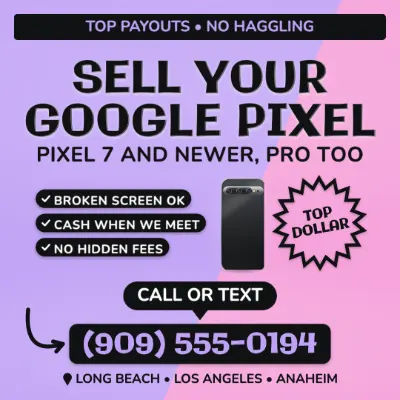 TOP PAYOUTS • NO HAGGLING
SELL YOUR
GOOGLE PIXEL
PIXEL 7 AND NEWER, PRO TOO
✓ BROKEN SCREEN OK
✓ CASH WHEN WE MEET
✓ NO HIDDEN FEES
TOP
DOLLAR
CALL OR TEXT
(909) 555-0194
LONG BEACH • LOS ANGELES • ANAHEIM